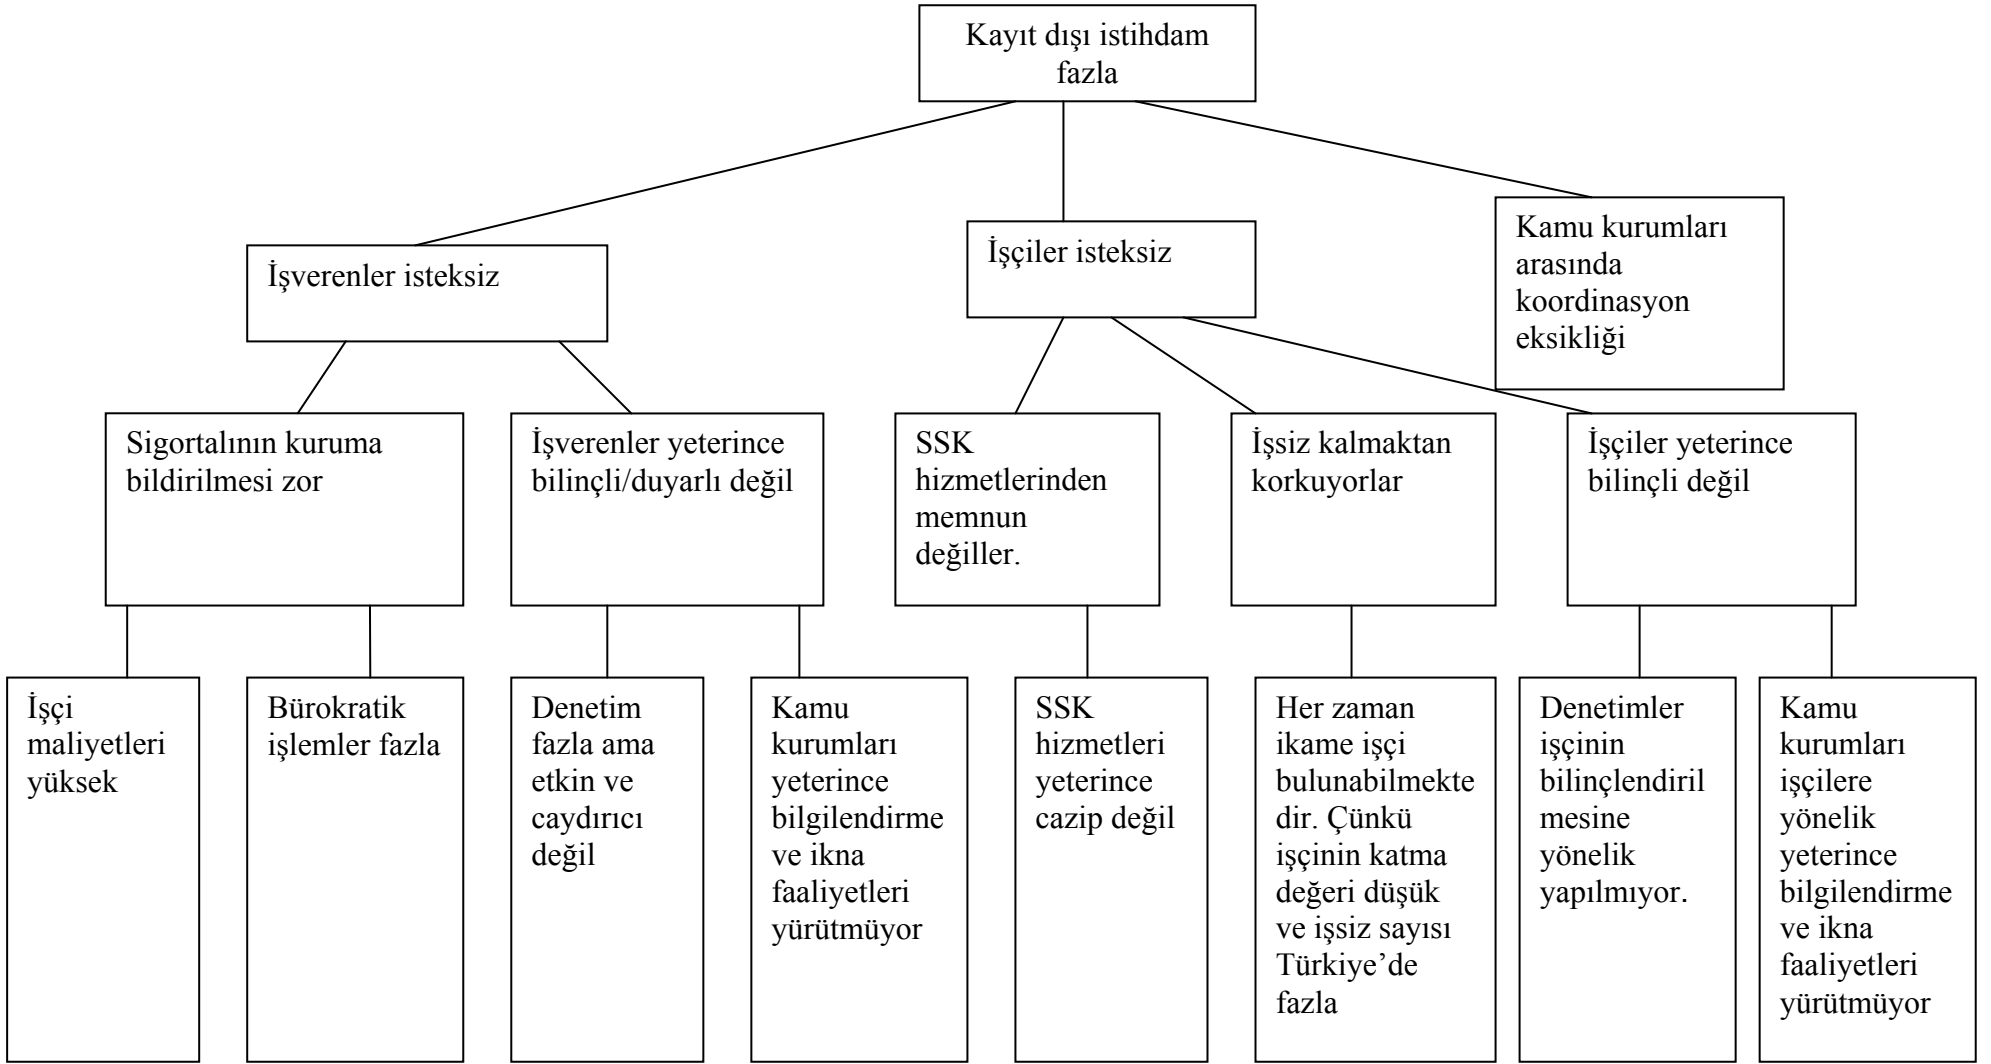 Kayıt dışı istihdam
fazla
İşverenler isteksiz
İşçiler isteksiz
Kamu kurumları
arasında
koordinasyon
eksikliği
Sigortalının kuruma
bildirilmesi zor
İşverenler yeterince
bilinçli/duyarlı değil
SSK
hizmetlerinden
memnun
değiller.
İşsiz kalmaktan
korkuyorlar
İşçiler yeterince
bilinçli değil
İşçi
maliyetleri
yüksek
Bürokratik
işlemler fazla
Denetim
fazla ama
etkin ve
caydırıcı
değil
Kamu
kurumları
yeterince
bilgilendirme
ve ikna
faaliyetleri
yürütmüyor
SSK
hizmetleri
yeterince
cazip değil
Her zaman
ikame işçi
bulunabilmekte
dir. Çünkü
işçinin katma
değeri düşük
ve işsiz sayısı
Türkiye’de
fazla
Denetimler
işçinin
bilinçlendiril
mesine
yönelik
yapılmıyor.
Kamu
kurumları
işçilere
yönelik
yeterince
bilgilendirme
ve ikna
faaliyetleri
yürütmüyor